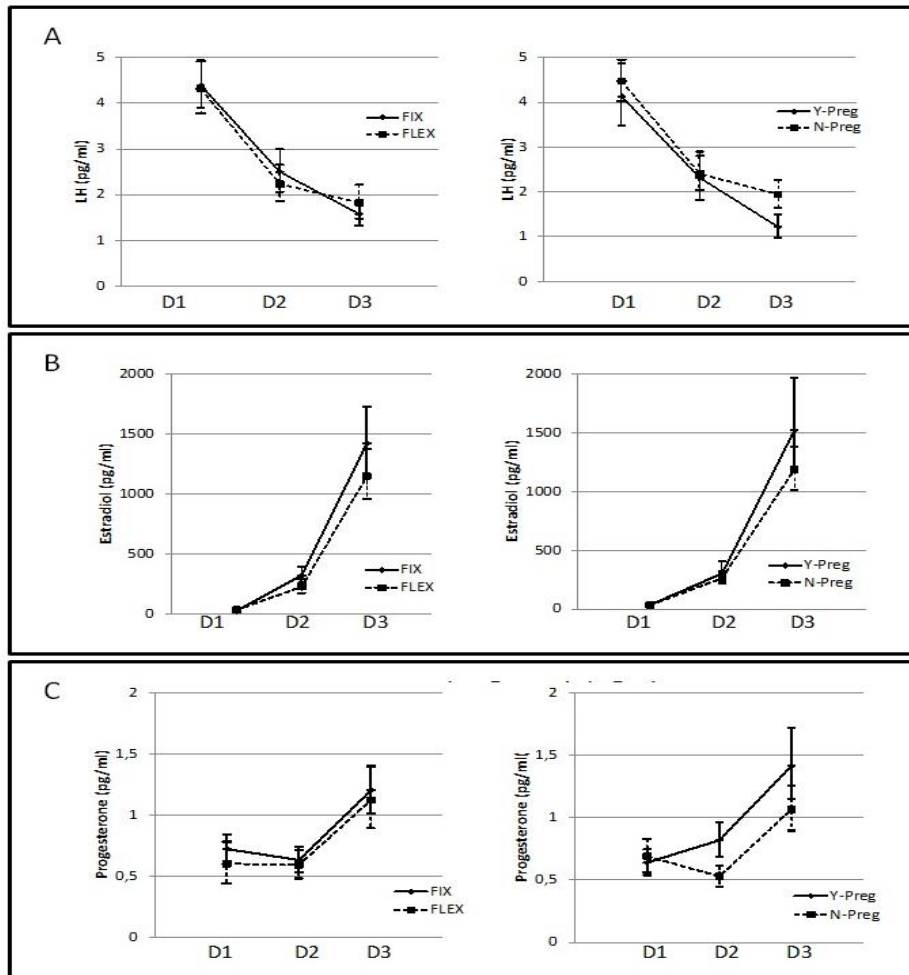 A
LH (pg/ml)
5
4
3
2
1
0
D1 D2 D3
FIX
FLEX
LH (pg/ml)
5
4
3
2
1
0
D1 D2 D3
Y-Preg
N-Preg
B
Estradiol (pg/ml)
2000
1500
1000
500
0
D1 D2 D3
FIX
FLEX
Estradiol (pg/ml)
2000
1500
1000
500
0
D1 D2 D3
Y-Preg
N-Preg
C
Progesterone (pg/ml)
2
1,5
1
0,5
0
D1 D2 D3
FIX
FLEX
Progesterone (pg/ml(
2
1,5
1
0,5
0
D1 D2 D3
Y-Preg
N-Preg